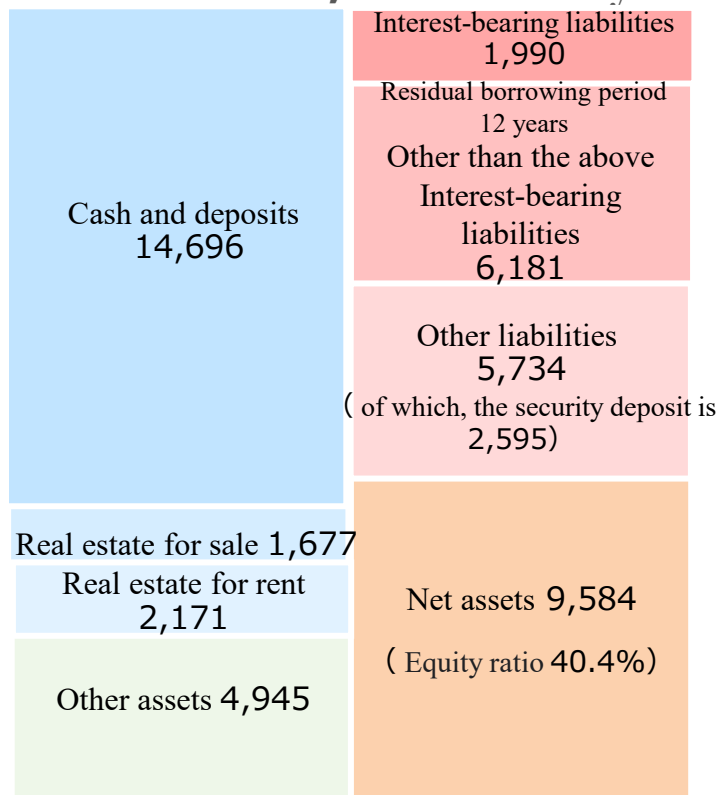 Cash and deposits
14,696
Real estate for sale 1,677
Real estate for rent
2,171
Other assets 4,945
Interest-bearing liabilities
1,990
Residual borrowing period
12 years
Other than the above
Interest-bearing
liabilities
6,181
Other liabilities
5,734
( of which, the security deposit is
2,595)
Net assets 9,584
( Equity ratio 40.4%)